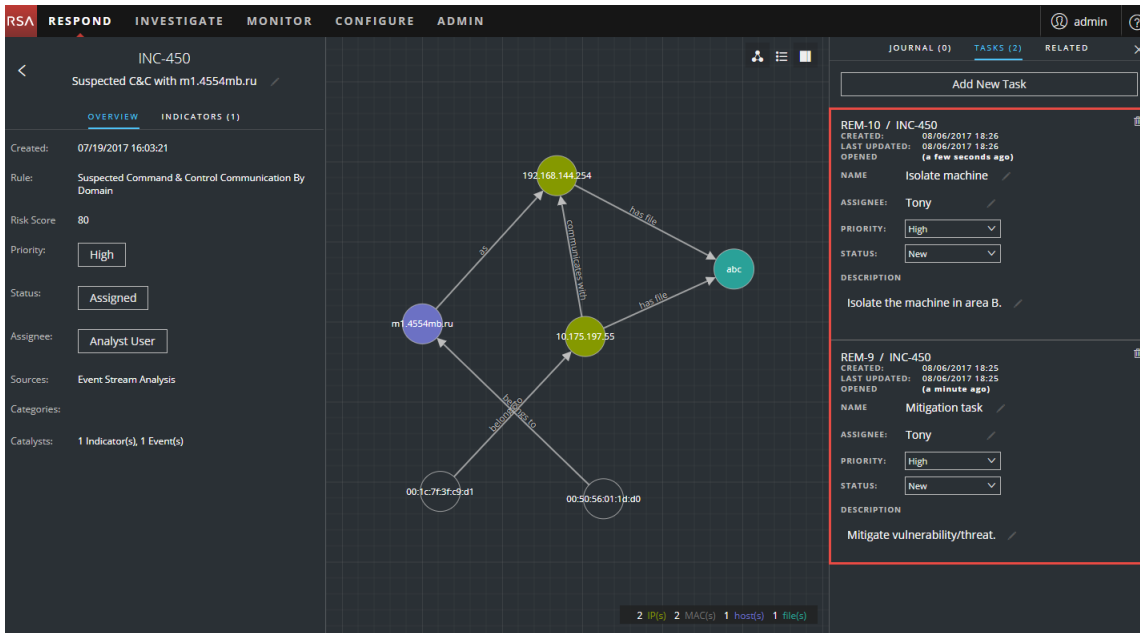 RSA RESPOND INVESTIGATE MONITOR CONFIGURE ADMIN admin ?
INC-450
Suspected C&C with m1.4554mb.ru
OVERVIEW INDICATORS (1)
Created: 07/19/2017 16:03:21
Rule: Suspected Command & Control Communication By
Domain
Risk Score 80
Priority: High
Status: Assigned
Assignee: Analyst User
Sources: Event Stream Analysis
Categories:
Catalysts: 1 Indicator(s), 1 Event(s)
192.168.144.254
has file
as
communicates with
abc
has file
m1.4554mb.ru
10.175.197.55
belongs to
belongs to
00:1c:7f:3f:c9:d1
00:50:56:01:1d:d0
2 IP(s) 2 MAC(s) 1 host(s) 1 file(s)
JOURNAL (0) TASKS (2) RELATED
Add New Task
REM-10 / INC-450
CREATED: 08/06/2017 18:26
LAST UPDATED: 08/06/2017 18:26
OPENED (a few seconds ago)
NAME Isolate machine
ASSIGNEE: Tony
PRIORITY: High
STATUS: New
DESCRIPTION
Isolate the machine in area B.
REM-9 / INC-450
CREATED: 08/06/2017 18:25
LAST UPDATED: 08/06/2017 18:25
OPENED (a minute ago)
NAME Mitigation task
ASSIGNEE: Tony
PRIORITY: High
STATUS: New
DESCRIPTION
Mitigate vulnerability/threat.